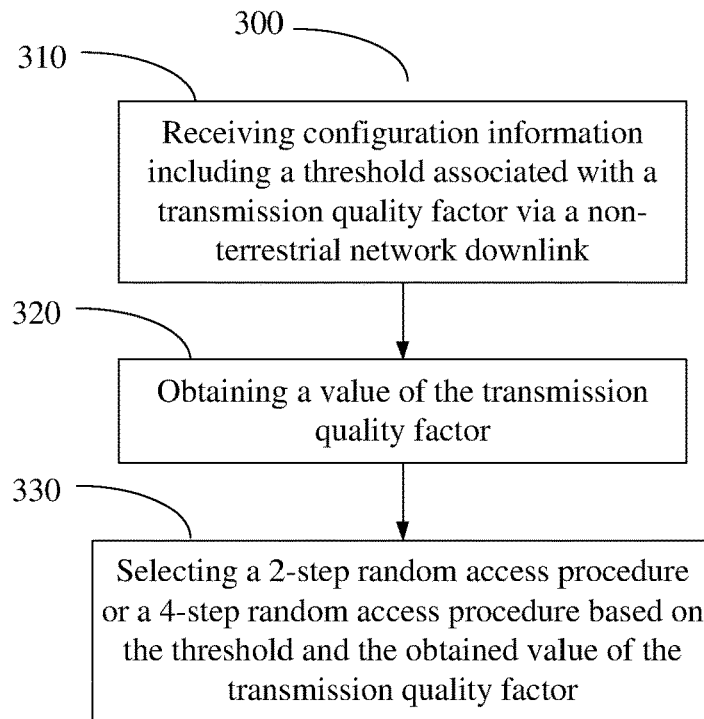 300
310
Receiving configuration information
including a threshold associated with a
transmission quality factor via a non-
terrestrial network downlink
320
Obtaining a value of the transmission
quality factor
330
Selecting a 2-step random access procedure
or a 4-step random access procedure based on
the threshold and the obtained value of the
transmission quality factor